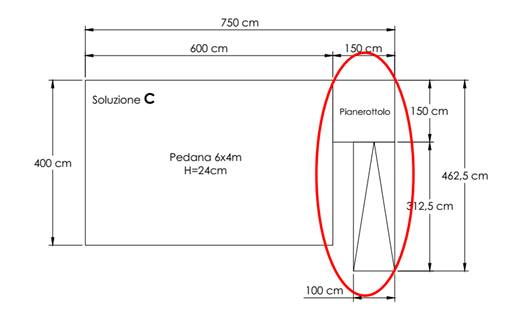 750 cm
600 cm
150 cm
Soluzione C
Pianerottolo
150 cm
Pedana 6x4m
H=24cm
400 cm
462,5 cm
312,5 cm
100 cm